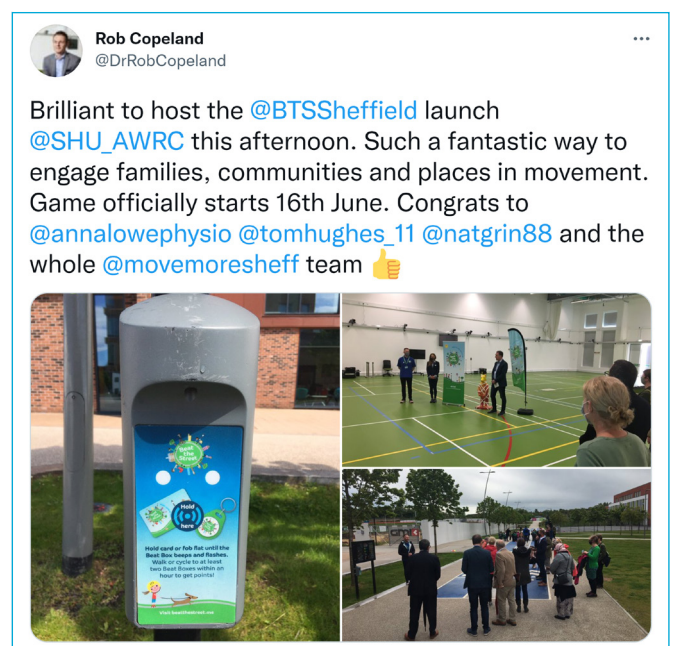 Rob Copeland
@DrRobCopeland
Brilliant to host the @BTSSheffield launch
@SHU_AWRC this afternoon. Such a fantastic way to
engage families, communities and places in movement.
Game officially starts 16th June. Congrats to
@annalowephysio @tomhughes_11 @natgrin88 and the
whole @movemoresheff team 👍
Beat
the
Street
Hold
here
Hold card or fob flat until the
Beat Box beeps and flashes.
Walk or cycle to at least
two Beat Boxes within an
hour to get points!